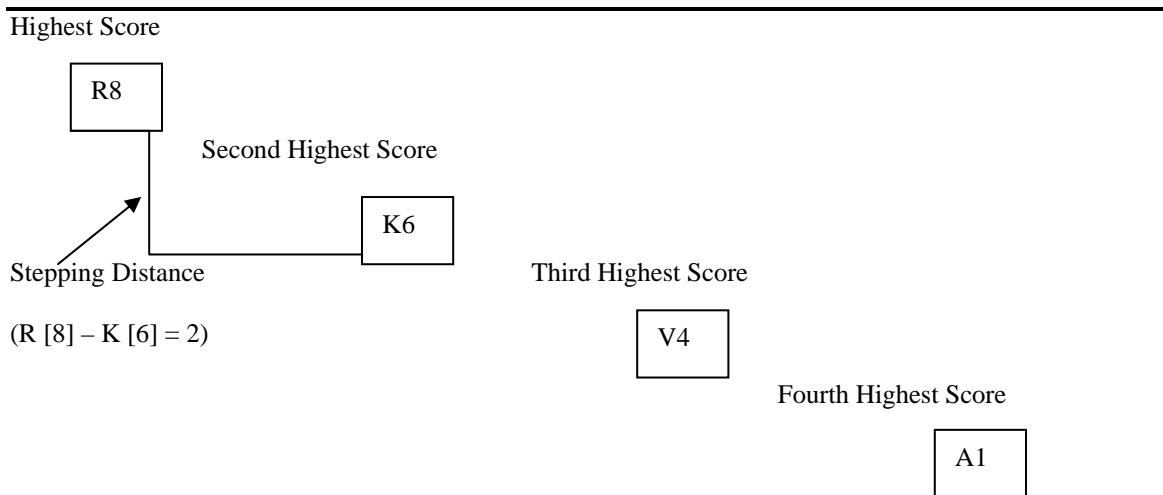 Highest Score
R8
Second Highest Score
K6
Stepping Distance
Third Highest Score
(R [8] – K [6] = 2)
V4
Fourth Highest Score
A1